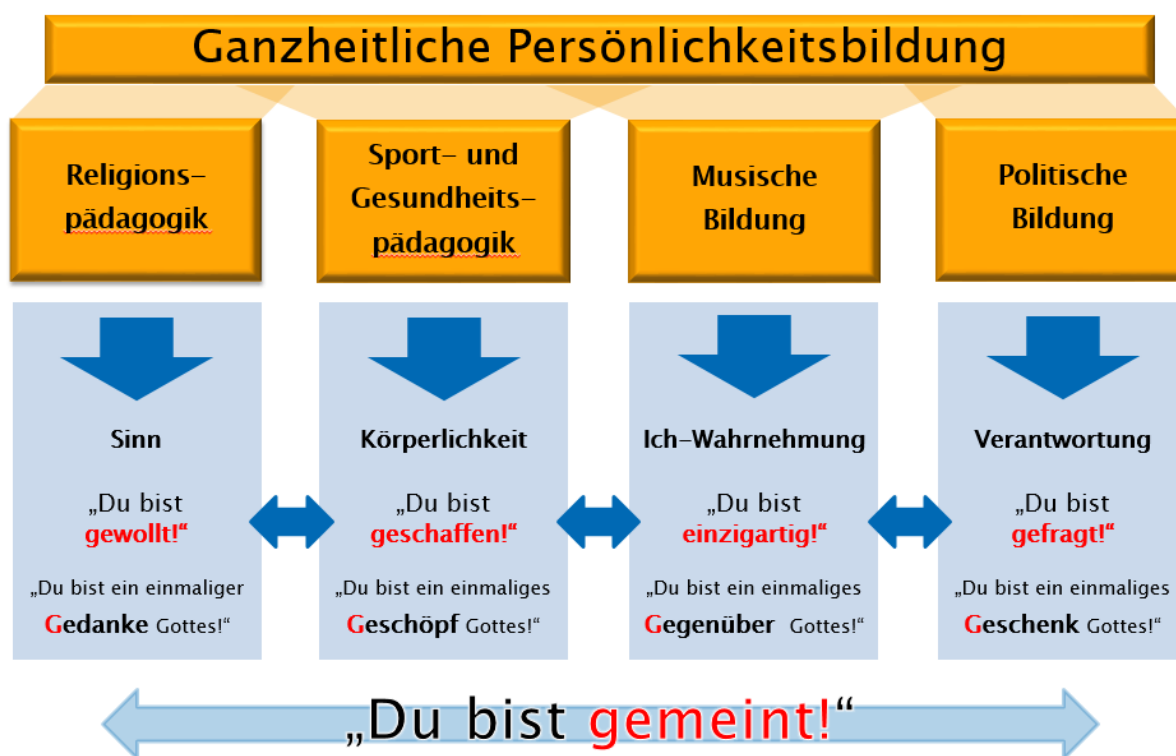 Ganzheitliche Persönlichkeitsbildung
Religions-
pädagogik
Sport- und
Gesundheits-
pädagogik
Musische
Bildung
Politische
Bildung
Sinn
„Du bist
gewollt!“
„Du bist ein einmaliger
Gedanke Gottes!“
Körperlichkeit
„Du bist
geschaffen!“
„Du bist ein einmaliges
Geschöpf Gottes!“
Ich-Wahrnehmung
„Du bist
einzigartig!“
„Du bist ein einmaliges
Gegenüber Gottes!“
Verantwortung
„Du bist
gefragt!“
„Du bist ein einmaliges
Geschenk Gottes!“
„Du bist gemeint!“